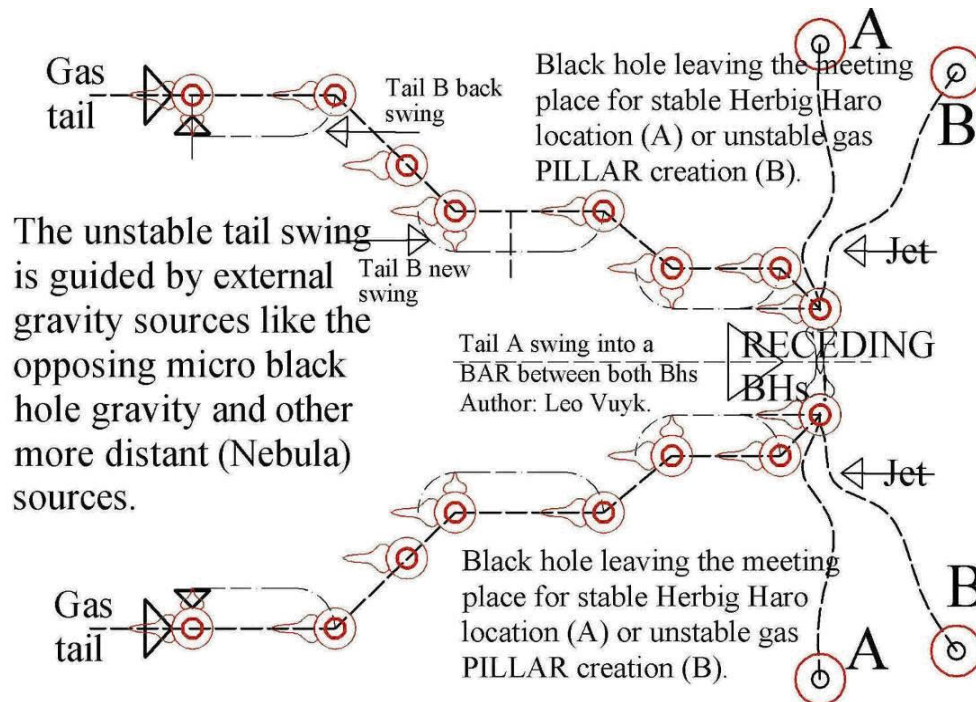 A
B
Gas
tail
Tail B back
swing
Black hole leaving the meeting
place for stable Herbig Haro
location (A) or unstable gas
PILLAR creation (B).
The unstable tail swing
is guided by external
gravity sources like the
opposing micro black
hole gravity and other
more distant (Nebula)
sources.
Tail B new
swing
Jet
Tail A swing into a
BAR between both Bhs
Author: Leo Vuyk.
RECEDING
BHs
Jet
Black hole leaving the meeting
place for stable Herbig Haro
location (A) or unstable gas
PILLAR creation (B).
Gas
tail
A
B